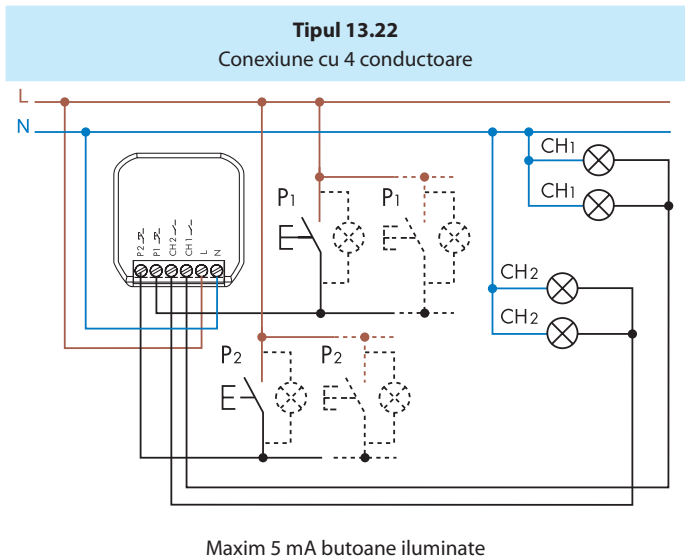 Tipul 13.22
Conexiune cu 4 conductoare
L
N
CH1
CH1
P1
P1
P2
P1
CH2
CH1
L
N
CH2
CH2
P2
P2
Maxim 5 mA butoane iluminate